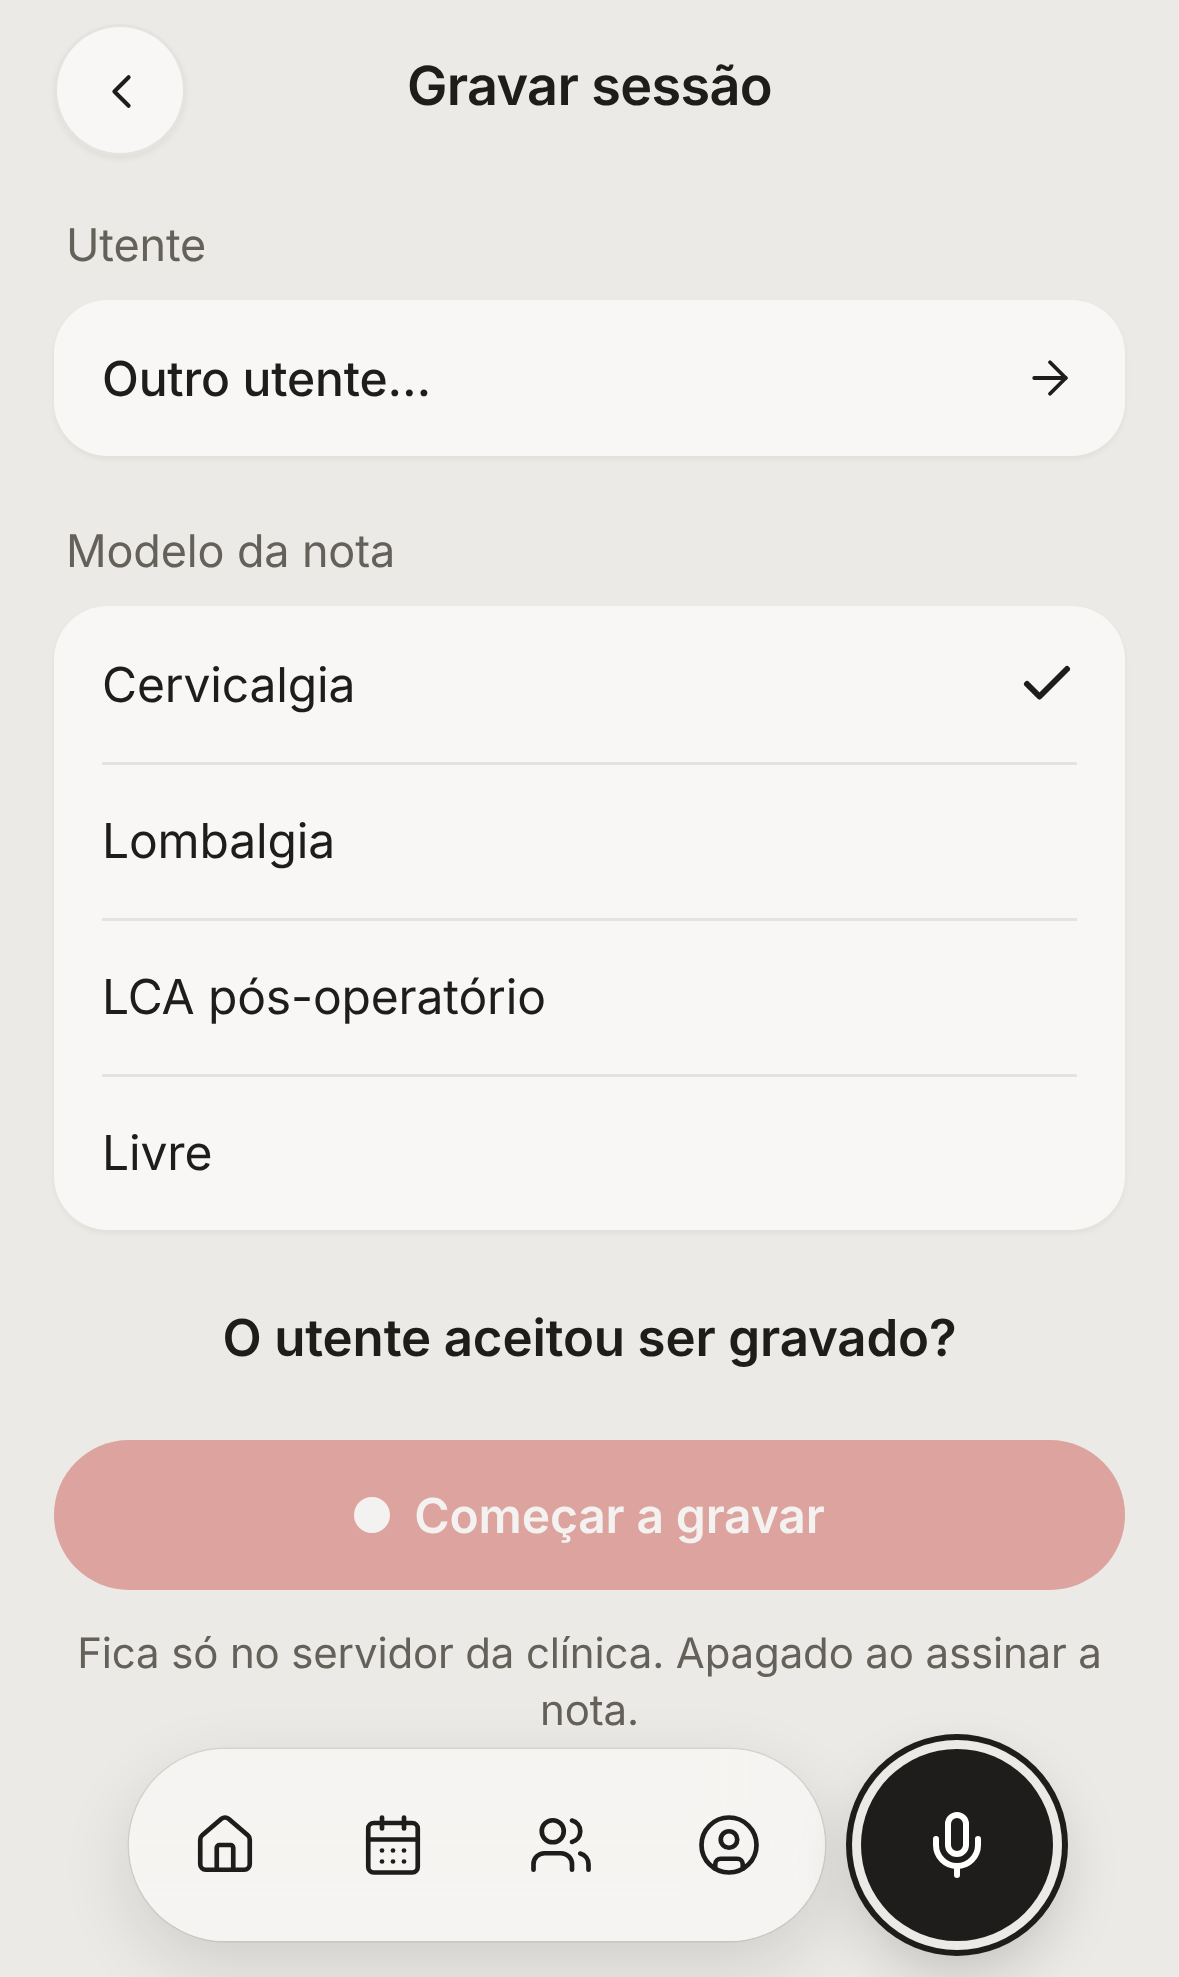 Gravar sessão
Utente
Outro utente...
Modelo da nota
Cervicalgia
Lombalgia
LCA pós-operatório
Livre
O utente aceitou ser gravado?
Começar a gravar
Fica só no servidor da clínica. Apagado ao assinar a
nota.